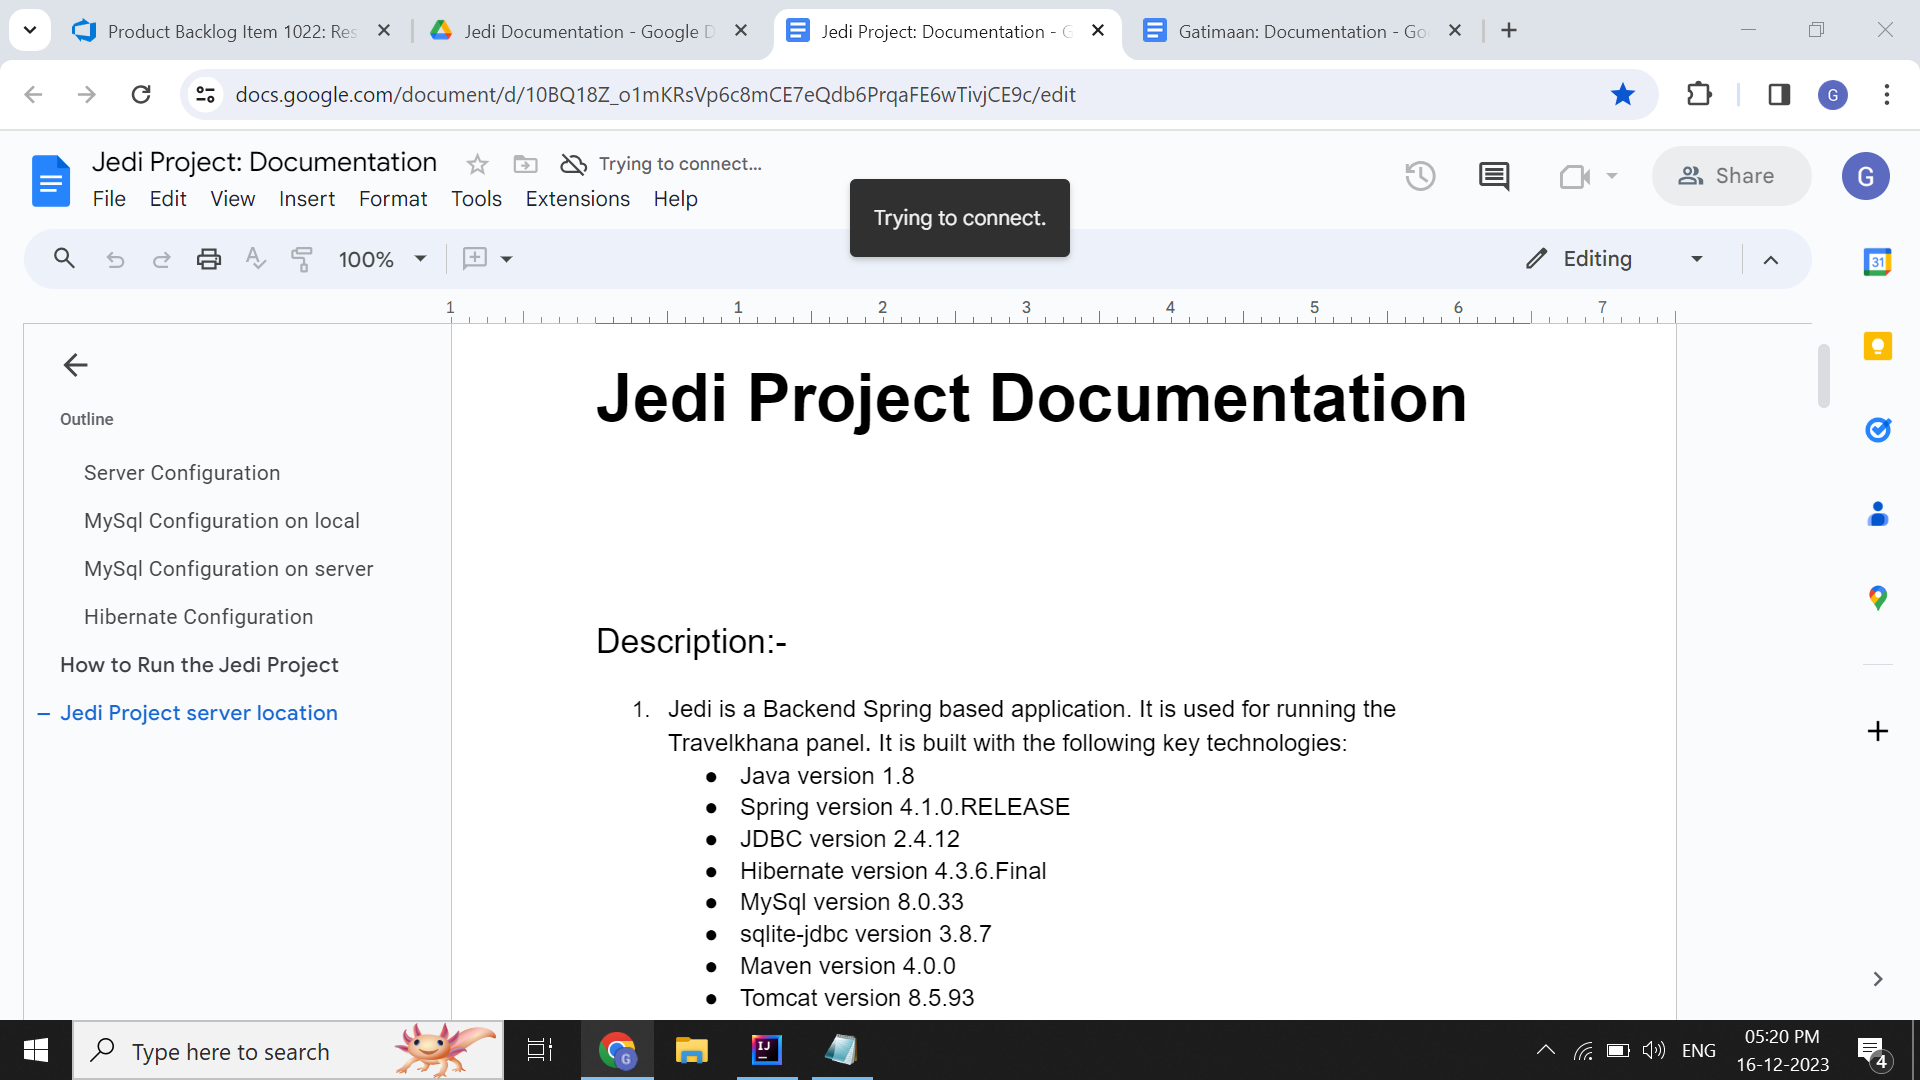 Product Backlog Item 1022: Res
Jedi Documentation - Google D
Jedi Project: Documentation - G
Gatimaan: Documentation - Go
docs.google.com/document/d/10BQ18Z_o1mKRsVp6c8mCE7eQdb6PrqaFE6wTivjCE9c/edit
G
Jedi Project: Documentation
Trying to connect...
Share
G
File Edit View Insert Format Tools Extensions Help
Trying to connect.
100%
Editing
31
1 1 2 3 4 5 6 7
Outline
Server Configuration
MySql Configuration on local
MySql Configuration on server
Hibernate Configuration
How to Run the Jedi Project
Jedi Project server location
Jedi Project Documentation
Description:-
1. Jedi is a Backend Spring based application. It is used for running the
Travelkhana panel. It is built with the following key technologies:
● Java version 1.8
● Spring version 4.1.0.RELEASE
● JDBC version 2.4.12
● Hibernate version 4.3.6.Final
● MySql version 8.0.33
● sqlite-jdbc version 3.8.7
● Maven version 4.0.0
● Tomcat version 8.5.93
Type here to search
G
IJ
ENG
05:20 PM
16-12-2023
4